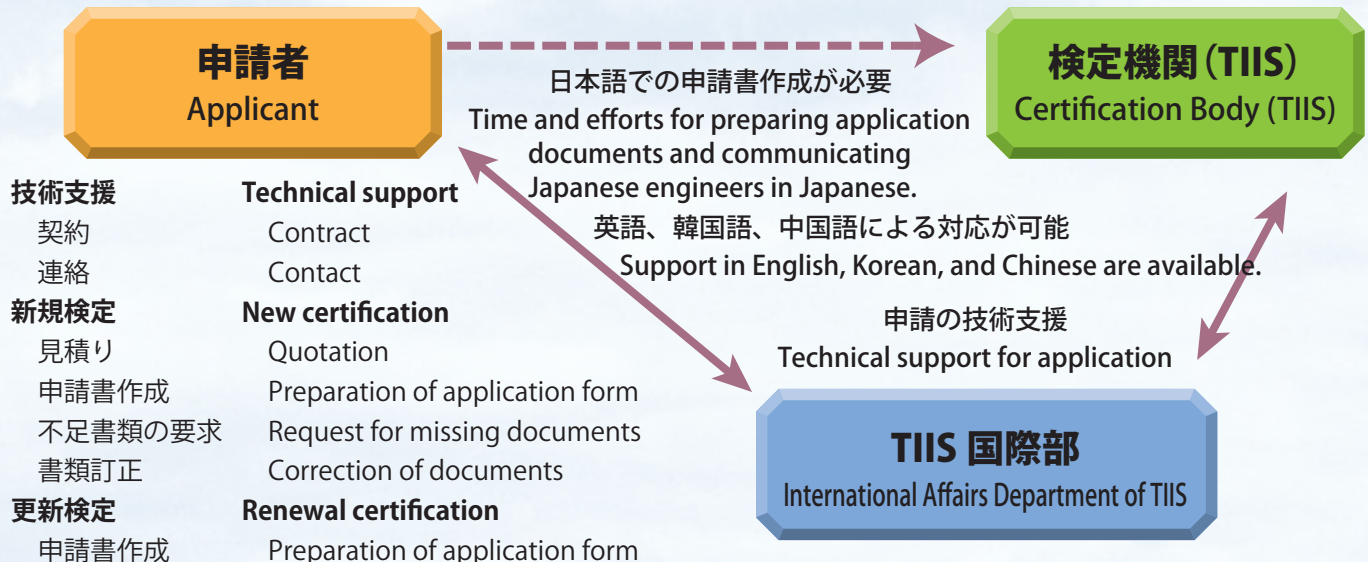 申請者
Applicant
検定機関(TIIS)
Certification Body (TIIS)
日本語での申請書作成が必要
Time and efforts for preparing application
documents and communicating
Japanese engineers in Japanese.
英語、韓国語、中国語による対応が可能
Support in English, Korean, and Chinese are available.
申請の技術支援
Technical support for application
TIIS 国際部
International Affairs Department of TIIS
技術支援 Technical support
契約 Contract
連絡 Contact
新規検定 New certification
見積り Quotation
申請書作成 Preparation of application form
不足書類の要求 Request for missing documents
書類訂正 Correction of documents
更新検定 Renewal certification
申請書作成 Preparation of application form